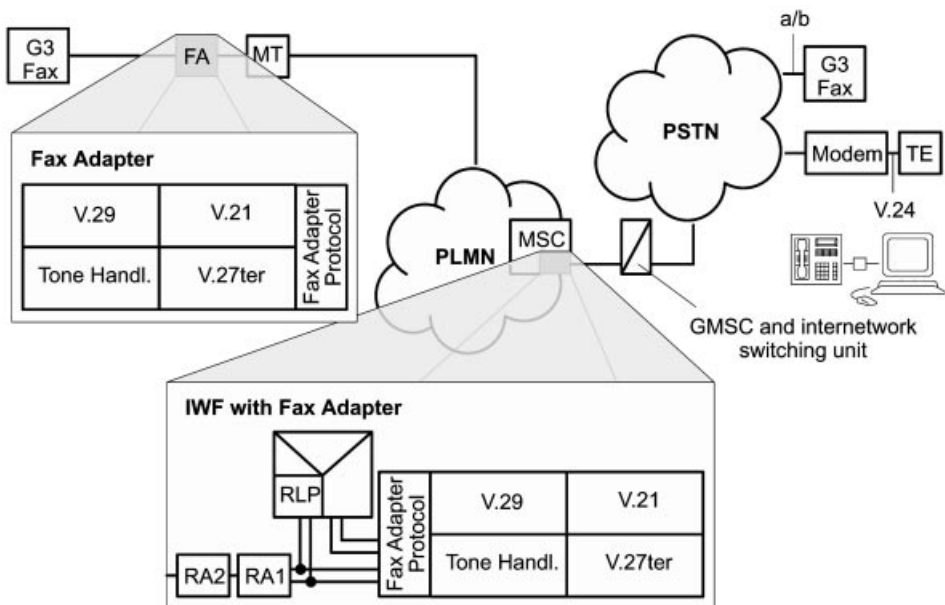 a/b
G3
Fax
FA
MT
G3
Fax
PSTN
Fax Adapter
Modem
TE
V.29
V.21
Fax Adapter
Protocol
V.24
Tone Handl.
V.27ter
PLMN
MSC
GMSC and internetwork
switching unit
IWF with Fax Adapter
RLP
Fax Adapter
Protocol
V.29
V.21
Tone Handl.
V.27ter
RA2
RA1